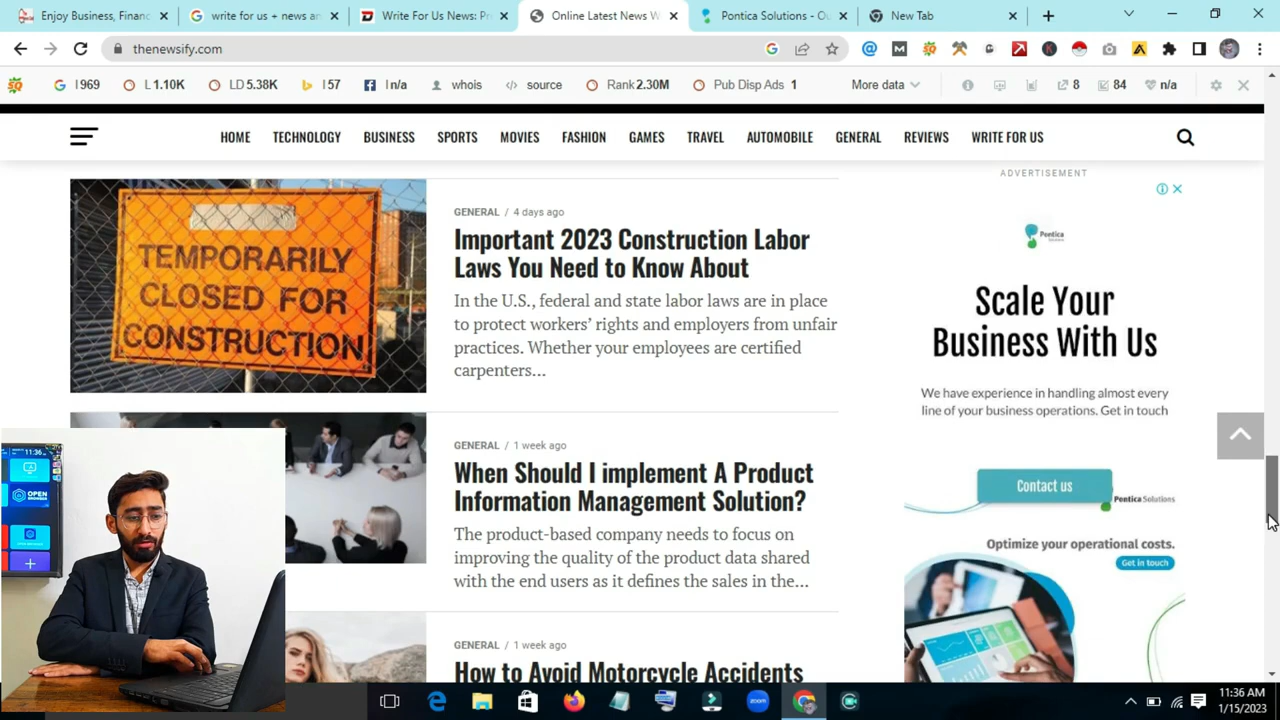 Enjoy Business, Financ
write for us + news an
Write For Us News: Pr
Online Latest News W
Pontica Solutions - Ou
New Tab
thenewsify.com
I 969
L 1.10K
LD 5.38K
I 57
I n/a
whois
source
Rank 2.30M
Pub Disp Ads 1
More data
8
84
n/a
HOME TECHNOLOGY BUSINESS SPORTS MOVIES FASHION GAMES TRAVEL AUTOMOBILE GENERAL REVIEWS WRITE FOR US
TEMPORARILY
CLOSED FOR
CONSTRUCTION
GENERAL / 4 days ago
Important 2023 Construction Labor
Laws You Need to Know About
In the U.S., federal and state labor laws are in place
to protect workers' rights and employers from unfair
practices. Whether your employees are certified
carpenters...
GENERAL / 1 week ago
When Should I implement A Product
Information Management Solution?
The product-based company needs to focus on
improving the quality of the product data shared
with the end users as it defines the sales in the...
GENERAL / 1 week ago
How to Avoid Motorcycle Accidents
ADVERTISEMENT
Pentica
Scale Your
Business With Us
We have experience in handling almost every
line of your business operations. Get in touch
Contact us
Pentica Solutions
Optimize your operational costs.
Get in touch
11:36
OPEN
zoom
11:36 AM
1/15/2023